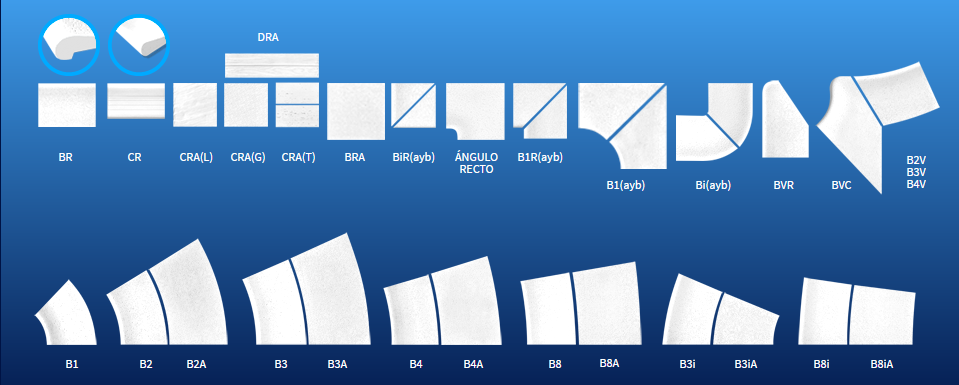 DRA
BR
CR
CRA(L)
CRA(G)
CRA(T)
BRA
BiR(ayb)
ÁNGULO
RECTO
B1R(ayb)
B1(ayb)
Bi(ayb)
BVR
BVC
B2V
B3V
B4V
B1
B2
B2A
B3
B3A
B4
B4A
B8
B8A
B3i
B3iA
B8i
B8iA